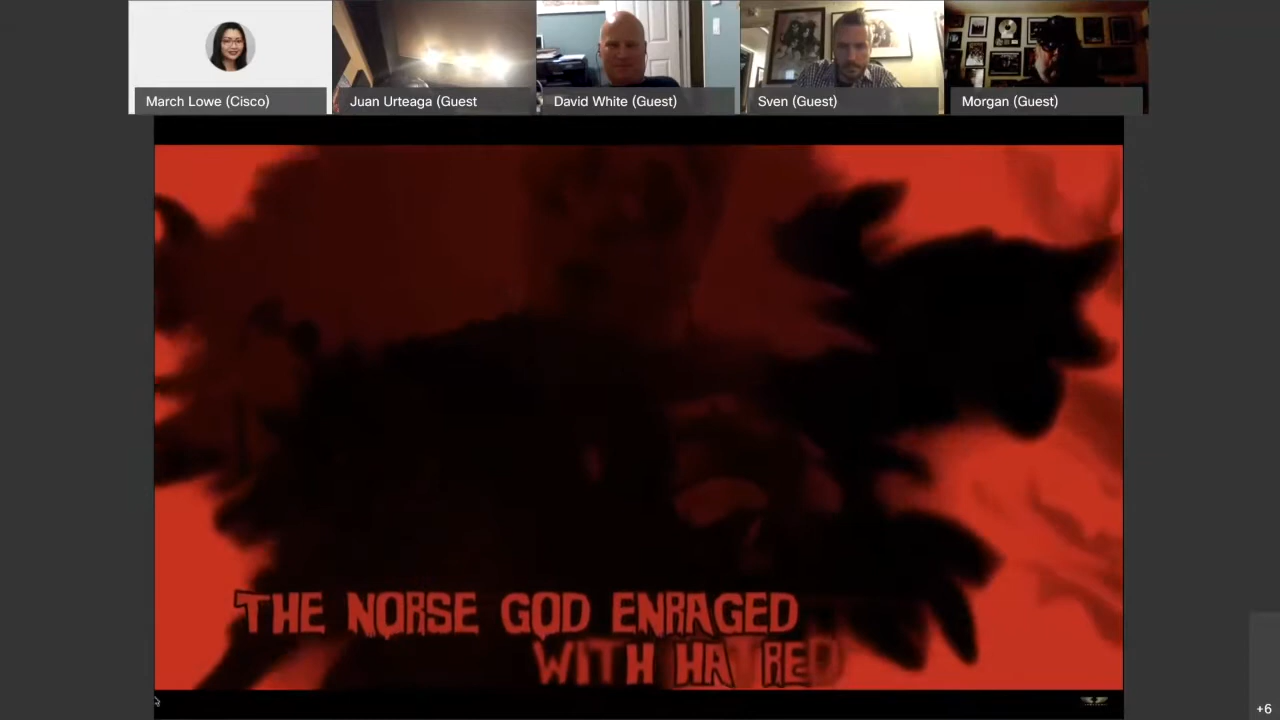 March Lowe (Cisco)
Juan Urteaga (Guest
David White (Guest)
Sven (Guest)
Morgan (Guest)
THE NORSE GOD ENRAGED
WITH HATRED
+6